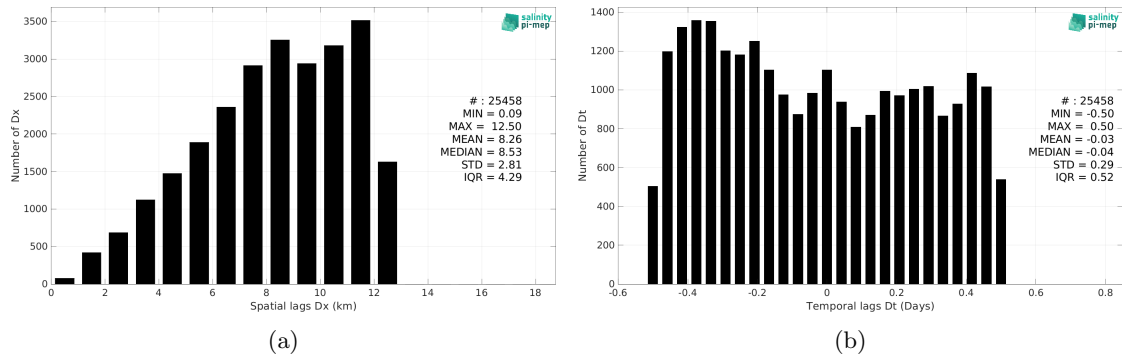 3500
3000
2500
2000
1500
1000
500
0
Number of Dx
0 2 4 6 8 10 12 14 16 18
Spatial lags Dx (km)
salinity
pi-mep
# : 25458
MIN = 0.09
MAX = 12.50
MEAN = 8.26
MEDIAN = 8.53
STD = 2.81
IQR = 4.29
(a)
1400
1200
1000
800
600
400
200
0
Number of Dt
-0.6 -0.4 -0.2 0 0.2 0.4 0.6 0.8
Temporal lags Dt (Days)
salinity
pi-mep
# : 25458
MIN = -0.50
MAX = 0.50
MEAN = -0.03
MEDIAN = -0.04
STD = 0.29
IQR = 0.52
(b)